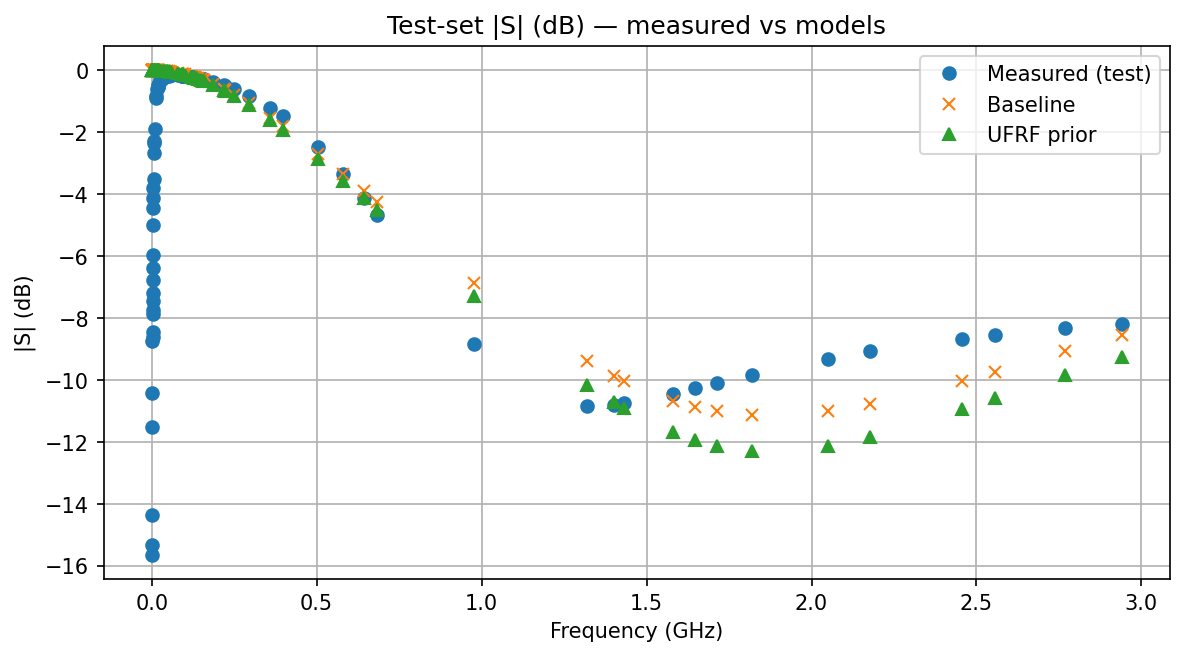 Test-set |S| (dB) — measured vs models
Measured (test)
Baseline
UFRF prior
|S| (dB)
0
−2
−4
−6
−8
−10
−12
−14
−16
0.0 0.5 1.0 1.5 2.0 2.5 3.0
Frequency (GHz)